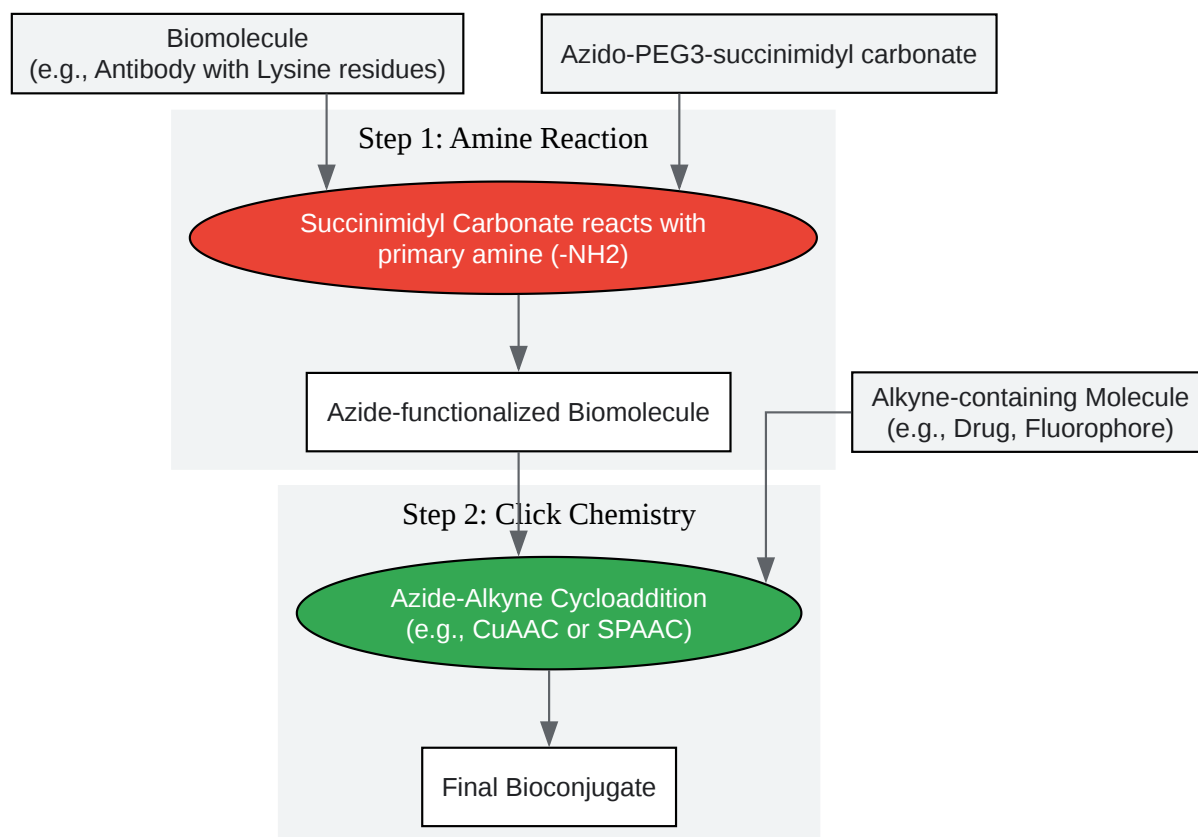 Biomolecule
(e.g., Antibody with Lysine residues)
Azido-PEG3-succinimidyl carbonate
Step 1: Amine Reaction
Succinimidyl Carbonate reacts with
primary amine (-NH2)
Azide-functionalized Biomolecule
Alkyne-containing Molecule
(e.g., Drug, Fluorophore)
Step 2: Click Chemistry
Azide-Alkyne Cycloaddition
(e.g., CuAAC or SPAAC)
Final Bioconjugate